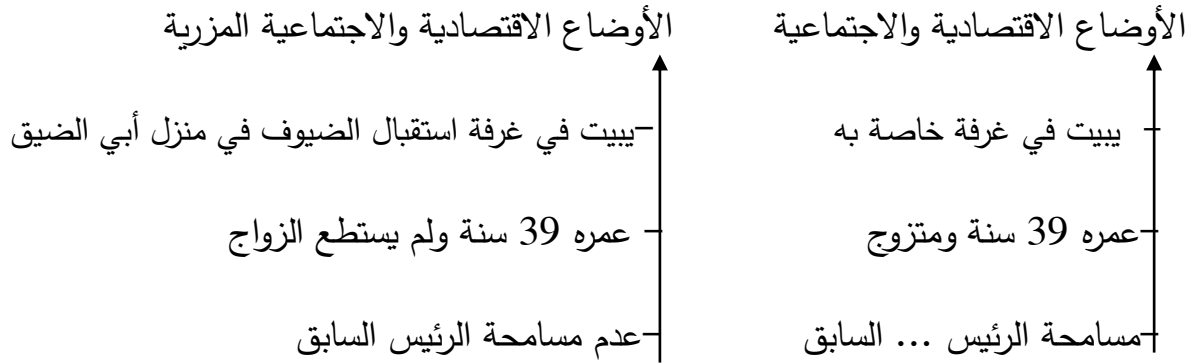 الأوضاع الاقتصادية والاجتماعية
الأوضاع الاقتصادية والاجتماعية المزرية
يبيت في غرفة خاصة به
يبيت في غرفة استقبال الضيوف في منزل أبي الضيق
عمره 39 سنة ومتزوج
عمره 39 سنة ولم يستطع الزواج
مسامحة الرئيس ... السابق
عدم مسامحة الرئيس السابق